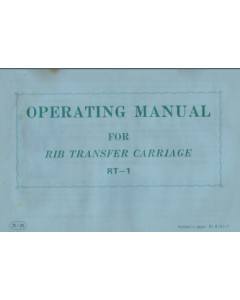 OPERATING MANUAL
FOR
RIB TRANSFER CARRIAGE
RT-1